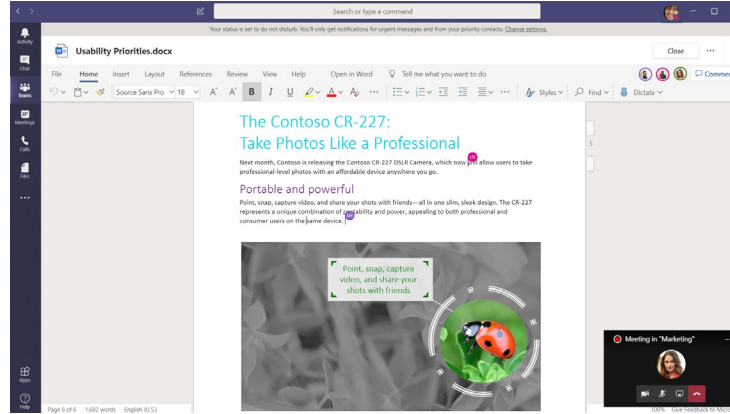 Search or type a command
Your status is set to do not disturb. You'll only get notifications for urgent messages and from your priority contacts. Change settings.
Activity
Chat
Teams
Meetings
Calls
Files
Apps
Help
Usability Priorities.docx
Close
File Home Insert Layout References Review View Help Open in Word Tell me what you want to do
Source Sans Pro 18 B I U A Styles Find Dictate
The Contoso CR-227:
Take Photos Like a Professional
Next month, Contoso is releasing the Contoso CR-227 DSLR Camera, which now will allow users to take
professional-level photos with an affordable device anywhere you go.
Portable and powerful
Point, snap, capture video, and share your shots with friends—all in one slim, sleek design. The CR-227
represents a unique combination of portability and power, appealing to both professional and
consumer users on the same device.
Point, snap, capture
video, and share your
shots with friends
Meeting in "Marketing"
Page 6 of 6 1,682 words English (U.S.)
100% Give Feedback to